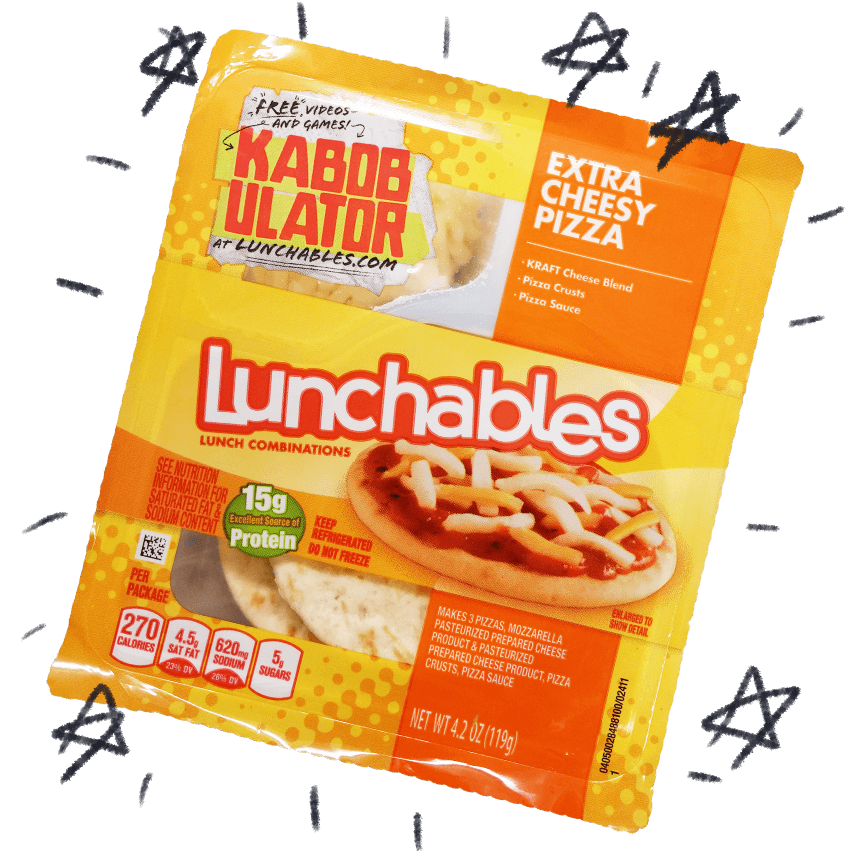 FREE VIDEOS
AND GAMES!
KABOB
ULATOR
AT LUNCHABLES.COM
EXTRA
CHEESY
PIZZA
· KRAFT Cheese Blend
· Pizza Crusts
· Pizza Sauce
Lunchables
LUNCH COMBINATIONS
SEE NUTRITION
INFORMATION FOR
SATURATED FAT &
SODIUM CONTENT
15g
Excellent Source of
Protein
KEEP
REFRIGERATED
DO NOT FREEZE
PER
PACKAGE
270
CALORIES
4.5g
SAT FAT
23% DV
620mg
SODIUM
26% DV
5g
SUGARS
ENLARGED TO
SHOW DETAIL
MAKES 3 PIZZAS, MOZZARELLA
PASTEURIZED PREPARED CHEESE
PRODUCT & PASTEURIZED
PREPARED CHEESE PRODUCT, PIZZA
CRUSTS, PIZZA SAUCE
NET WT 4.2 OZ (119g)
04050028488100/02411
1